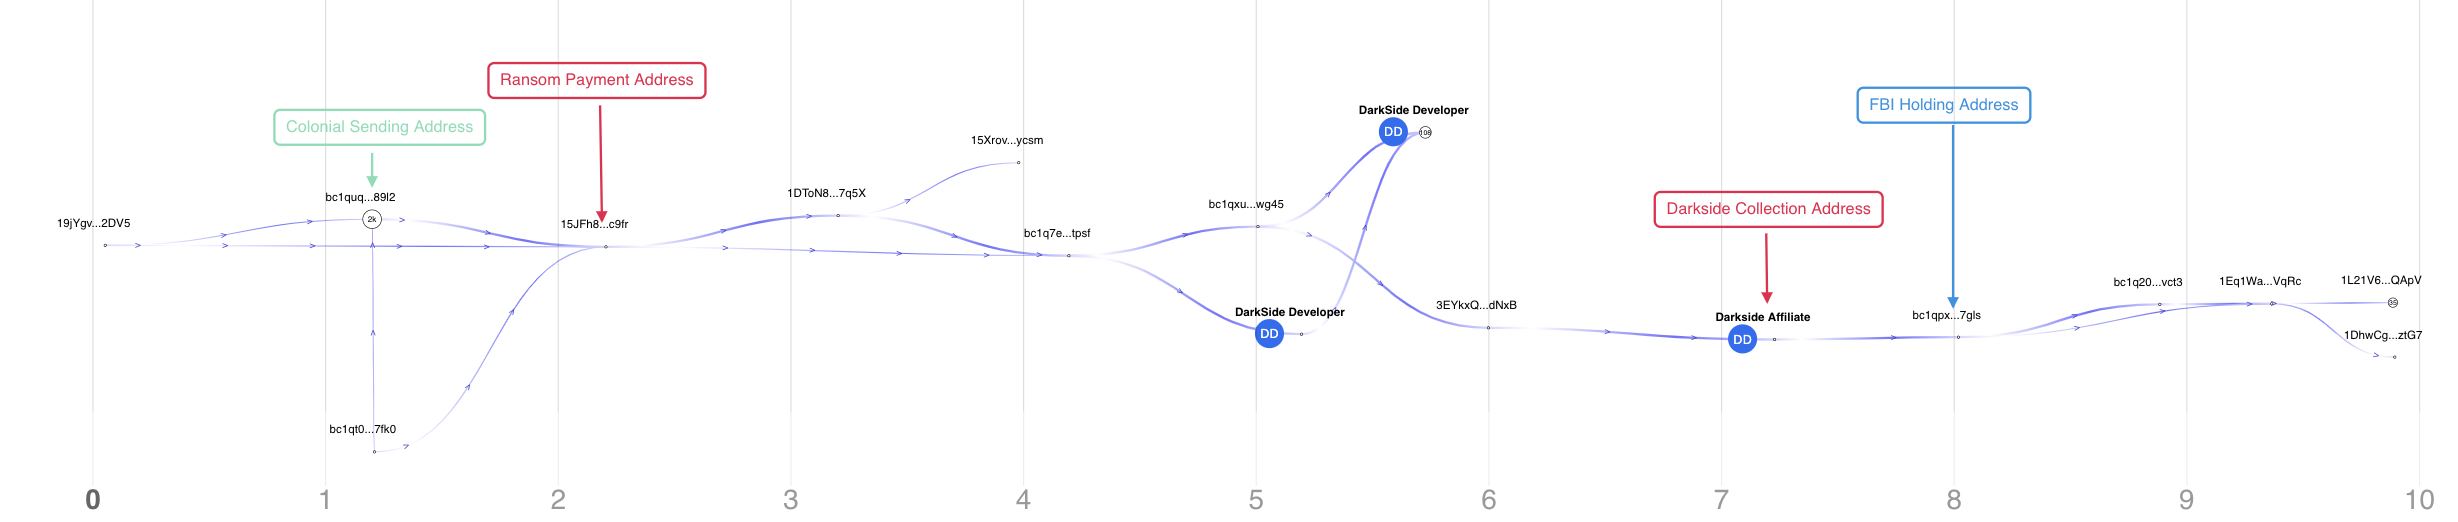 Ransom Payment Address
FBI Holding Address
DarkSide Developer
DD
108
Colonial Sending Address
15Xrov...ycsm
bc1quq...89l2
2k
1DToN8...7q5X
bc1qxu...wg45
Darkside Collection Address
19jYgv...2DV5
15JFh8...c9fr
bc1q7e...tpsf
DarkSide Developer
DD
3EYkxQ...dNxB
Darkside Affiliate
DD
bc1qpx...7gls
bc1q20...vct3
1Eq1Wa...VqRc
1L21V6...QApV
35
1DhwCg...ztG7
bc1qt0...7fk0
0 1 2 3 4 5 6 7 8 9 10